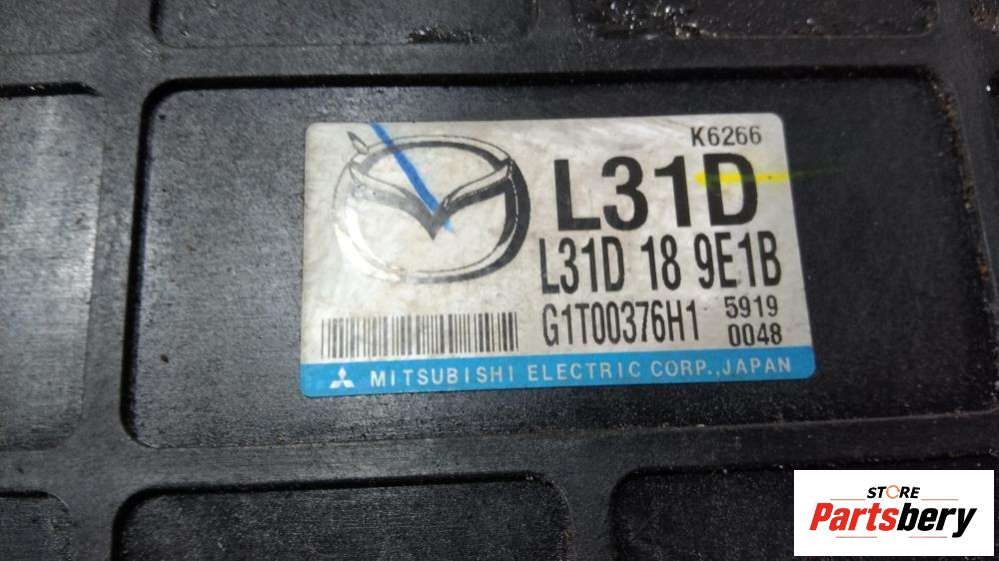 K6266
L31D
L31D 18 9E1B
G1T00376H1 5919
0048
MITSUBISHI ELECTRIC CORP., JAPAN
STORE
Partsbery